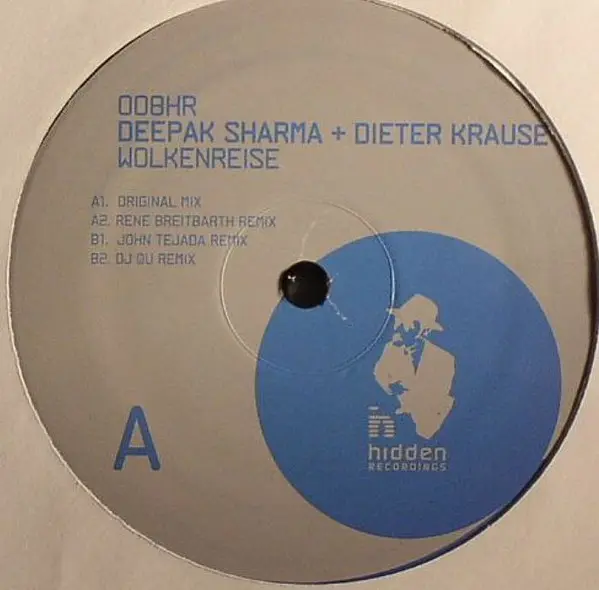 008HR
DEEPAK SHARMA + DIETER KRAUSE
WOLKENREISE
A1. ORIGINAL MIX
A2. RENE BREITBARTH REMIX
B1. JOHN TEJADA REMIX
B2. DJ QU REMIX
A
h
hidden
RECORDINGS